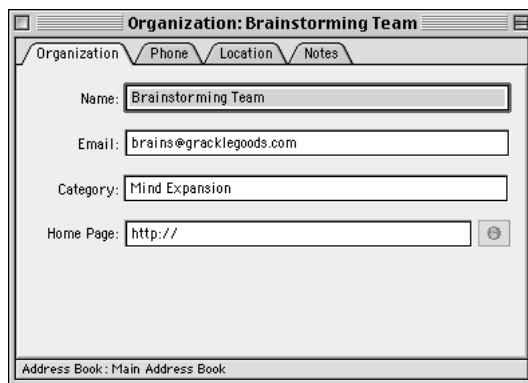 Organization: Brainstorming Team
Organization Phone Location Notes
Name: Brainstorming Team
Email: brains@gracklegoods.com
Category: Mind Expansion
Home Page: http://
Address Book: Main Address Book